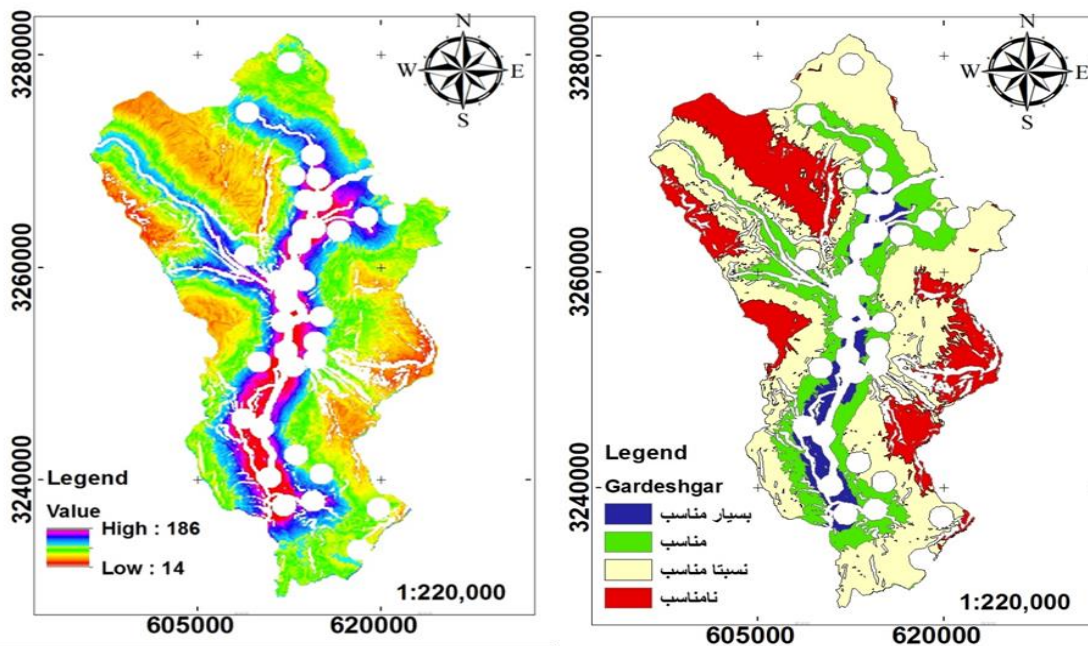 N
W E
S
3280000
3260000
3240000
Legend
Value
High : 186
Low : 14
1:220,000
605000 620000
N
W E
S
3280000
3260000
3240000
Legend
Gardeshgar
بسیار مناسب
مناسب
نسبتا مناسب
نامناسب
1:220,000
605000 620000